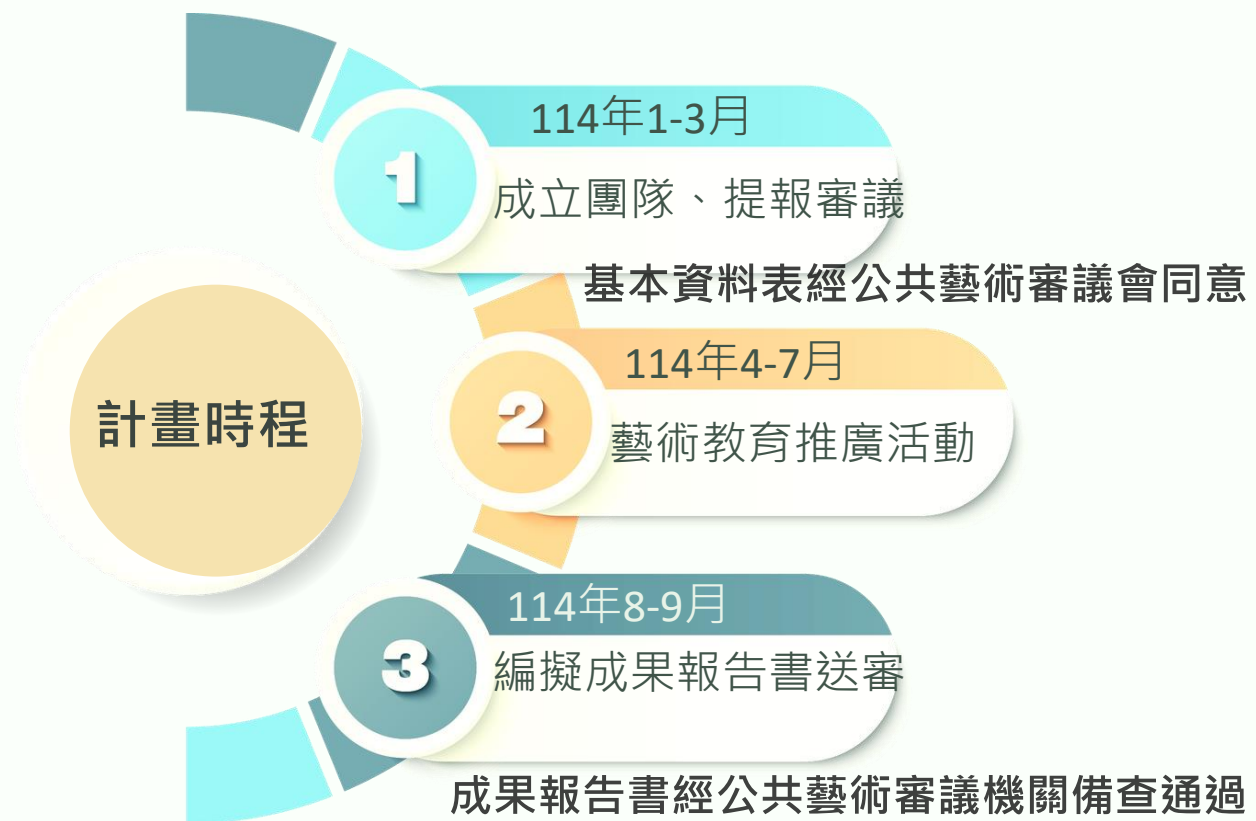 1
114年1-3月
成立團隊、提報審議
基本資料表經公共藝術審議會同意
計畫時程
2
114年4-7月
藝術教育推廣活動
3
114年8-9月
編擬成果報告書送審
成果報告書經公共藝術審議機關備查通過